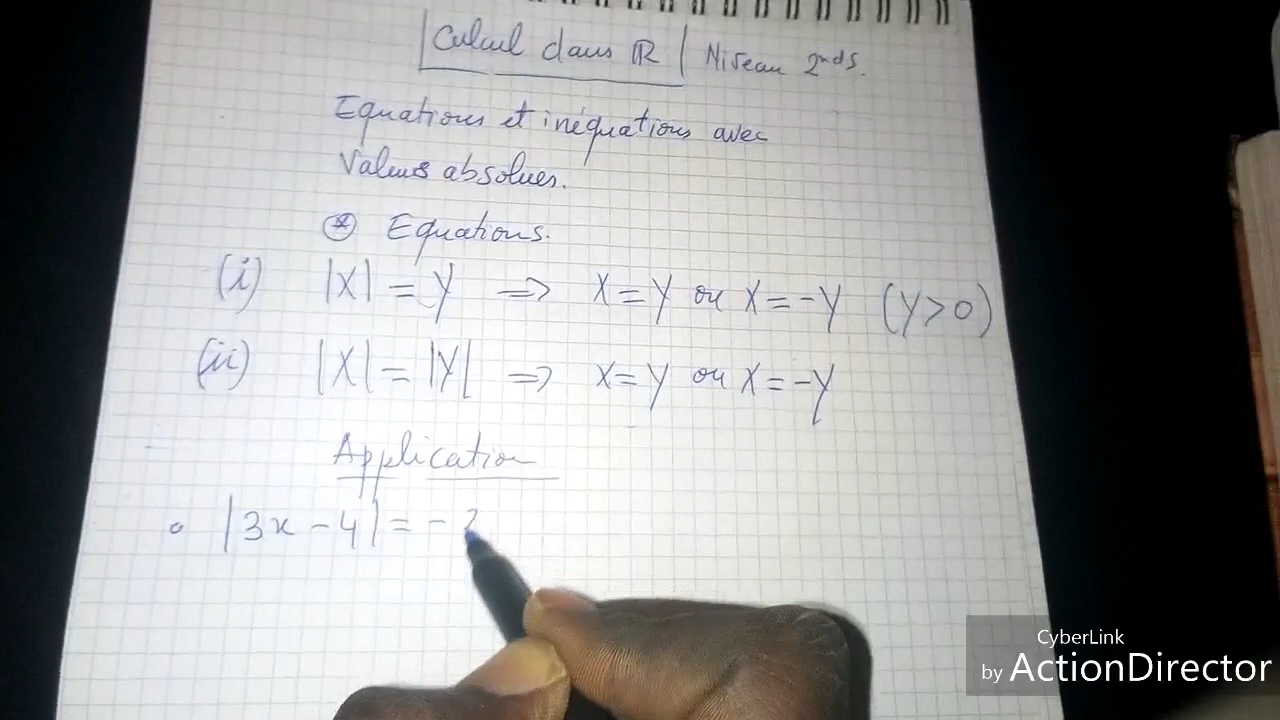 Calcul dans ℝ | Niveau 2nd S.
Equations et inéquations avec
Valeurs absolues.
* Equations.
(i) |X| = Y ⇒ X = Y ou X = -Y (Y>0)
(ii) |X| = |Y| ⇒ X = Y ou X = -Y
Application
|3x - 4| = -
CyberLink
by ActionDirector